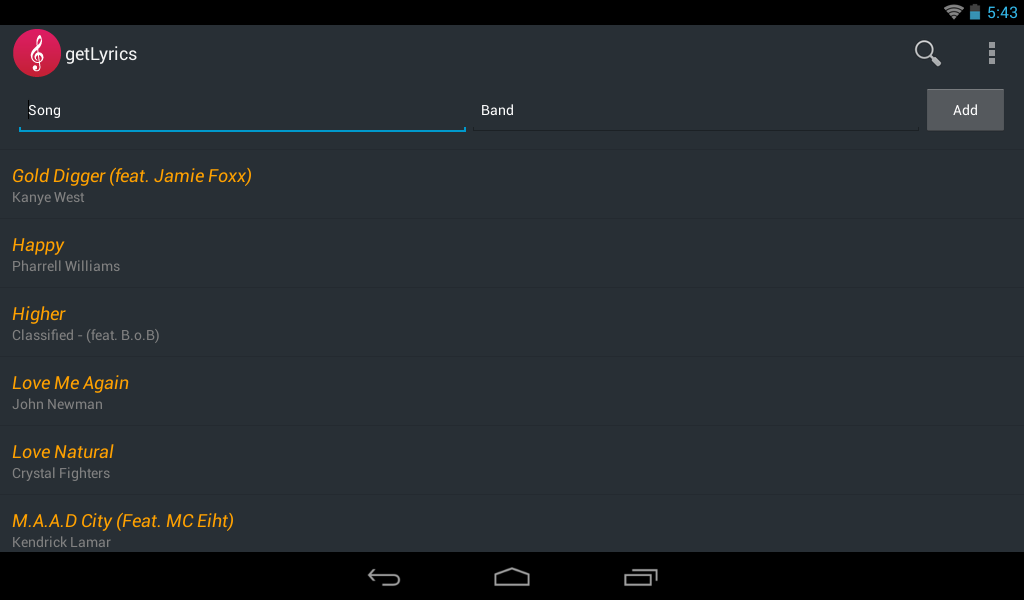 5:43
getLyrics
Song
Band
Add
Gold Digger (feat. Jamie Foxx)
Kanye West
Happy
Pharrell Williams
Higher
Classified - (feat. B.o.B)
Love Me Again
John Newman
Love Natural
Crystal Fighters
M.A.A.D City (Feat. MC Eiht)
Kendrick Lamar